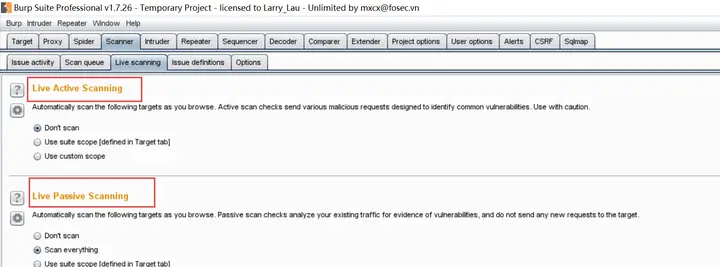 Burp Suite Professional v1.7.26 - Temporary Project - licensed to Larry_Lau - Unlimited by mxcx@fosec.vn
Burp Intruder Repeater Window Help
Target Proxy Spider Scanner Intruder Repeater Sequencer Decoder Comparer Extender Project options User options Alerts CSRF Sqlmap
Issue activity Scan queue Live scanning Issue definitions Options
? Live Active Scanning
Automatically scan the following targets as you browse. Active scan checks send various malicious requests designed to identify common vulnerabilities. Use with caution.
Don't scan
Use suite scope [defined in Target tab]
Use custom scope
? Live Passive Scanning
Automatically scan the following targets as you browse. Passive scan checks analyze your existing traffic for evidence of vulnerabilities, and do not send any new requests to the target.
Don't scan
Scan everything
Use suite scope [defined in Target tab]